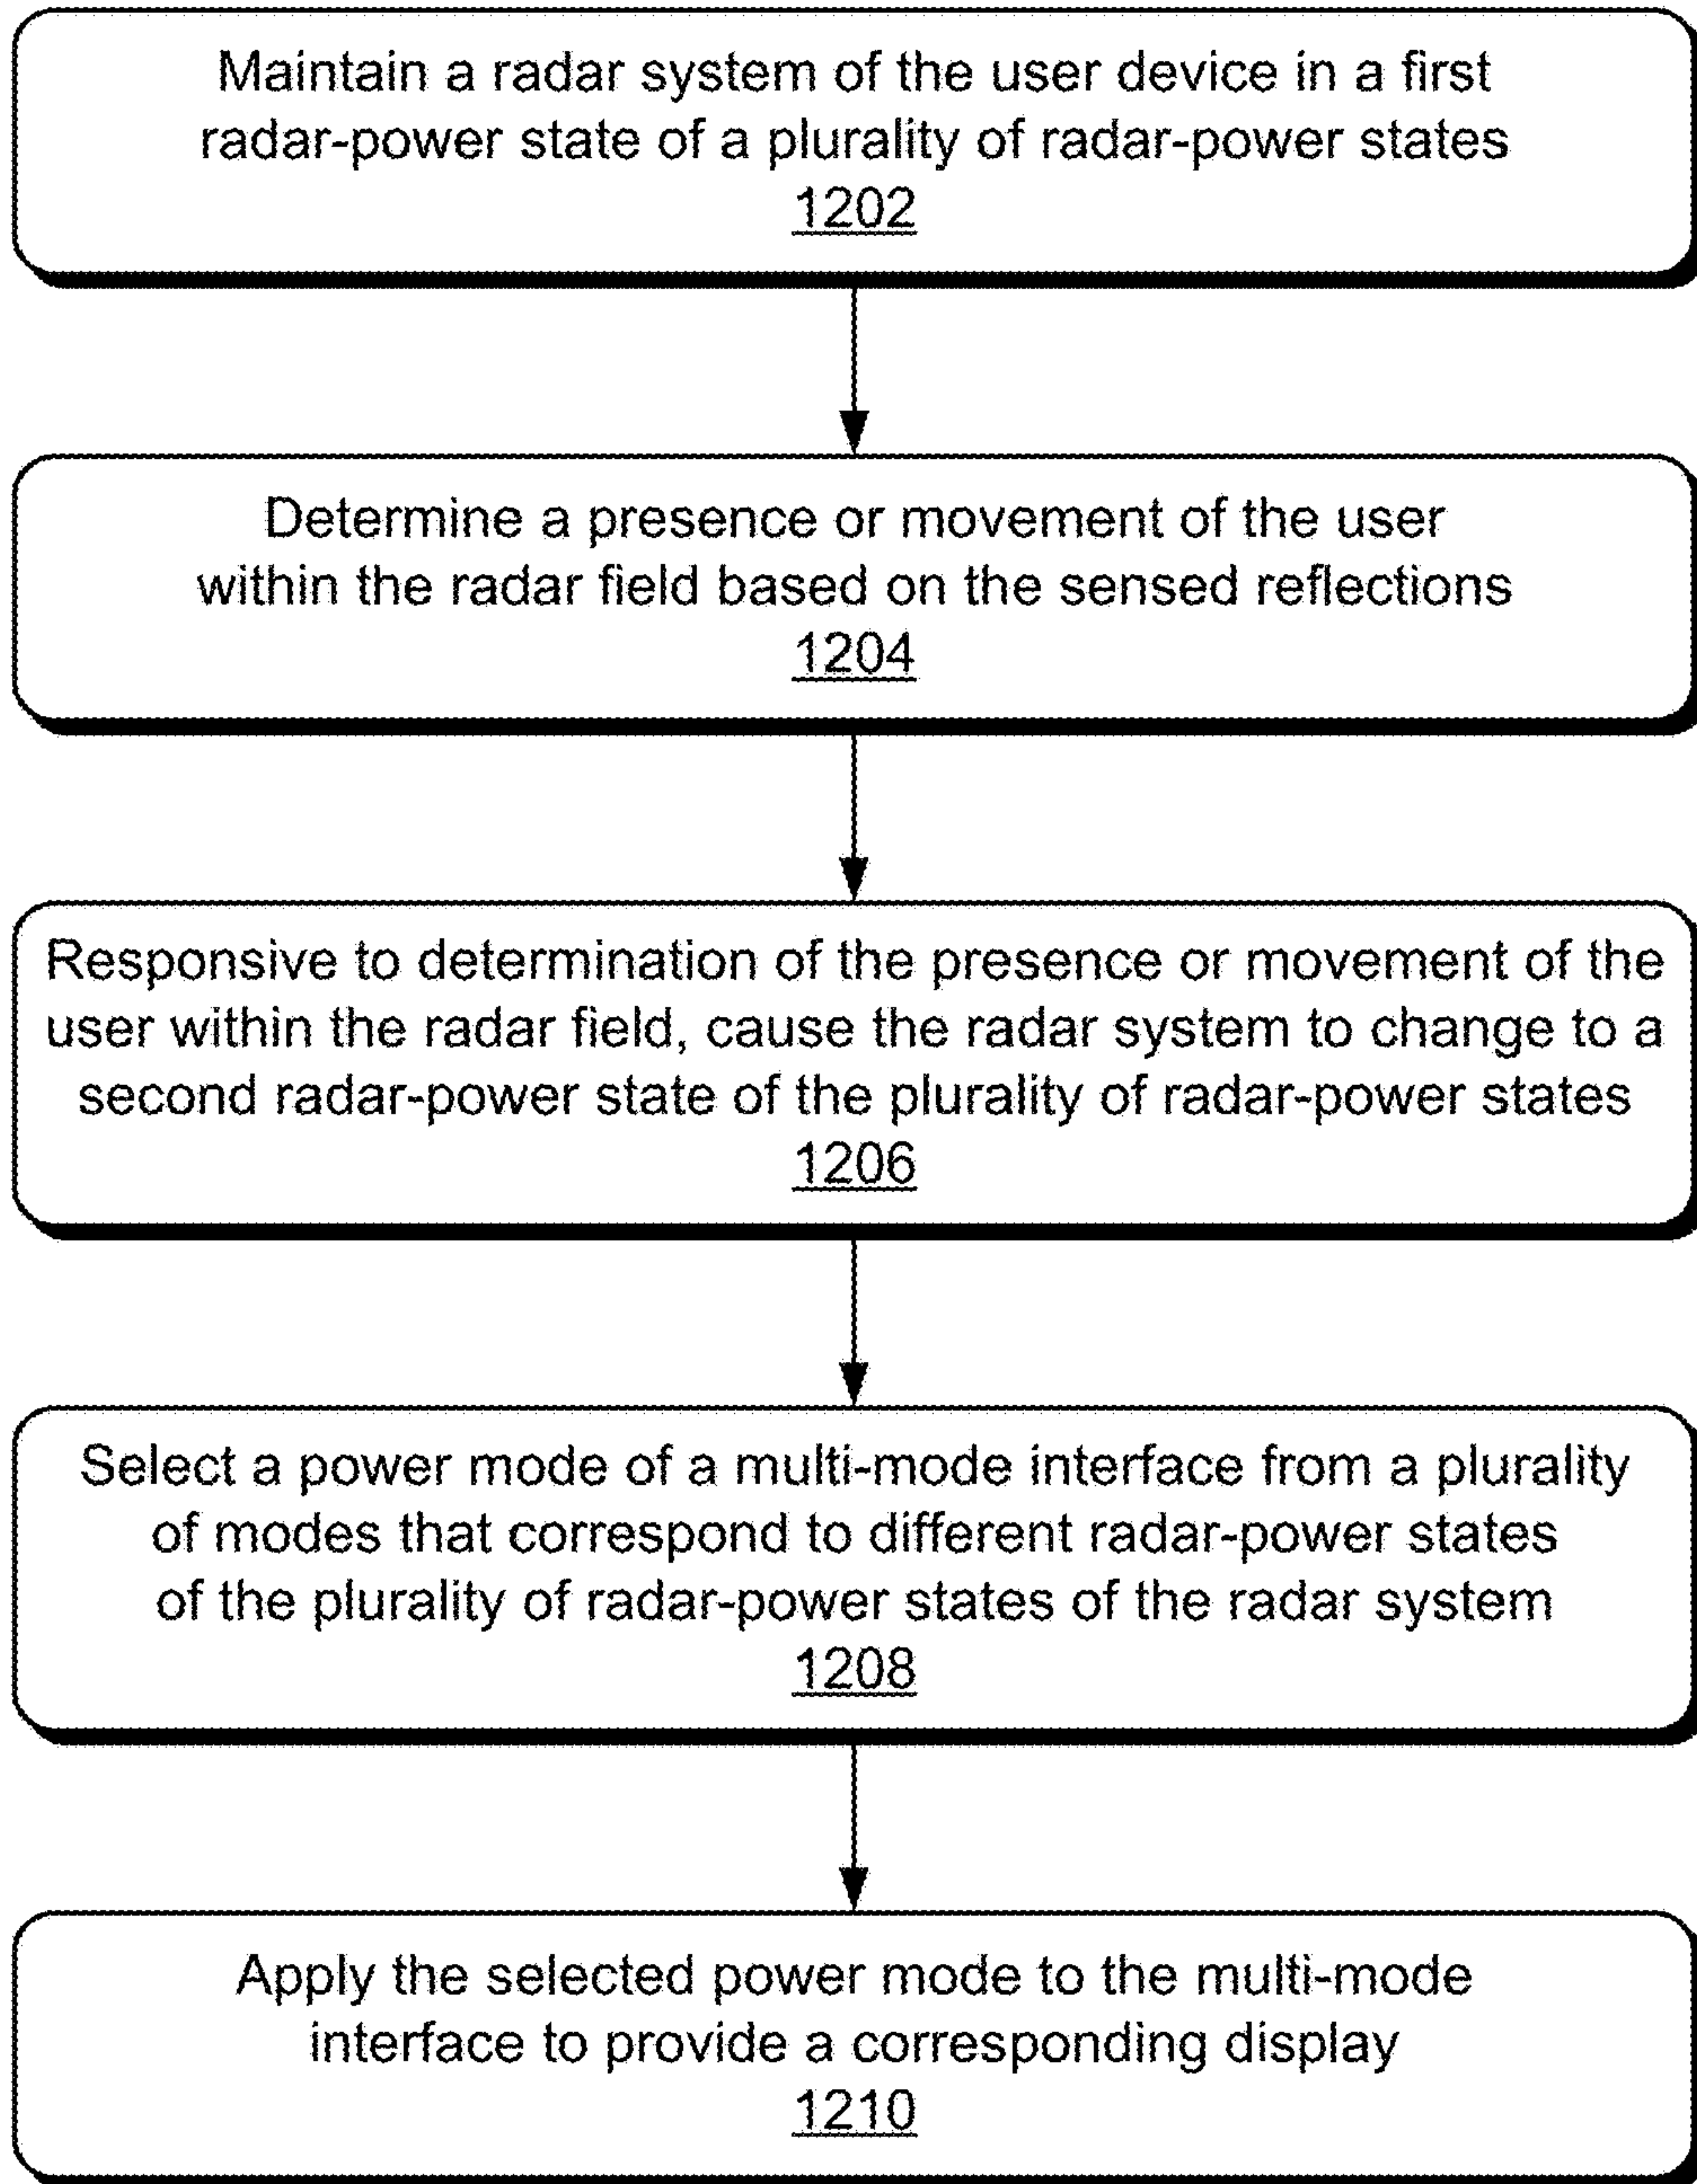 Maintain a radar system of the user device in a first
radar-power state of a plurality of radar-power states
1202
Determine a presence or movement of the user
within the radar field based on the sensed reflections
1204
Responsive to determination of the presence or movement of the
user within the radar field, cause the radar system to change to a
second radar-power state of the plurality of radar-power states
1206
Select a power mode of a multi-mode interface from a plurality
of modes that correspond to different radar-power states
of the plurality of radar-power states of the radar system
1208
Apply the selected power mode to the multi-mode
interface to provide a corresponding display
1210